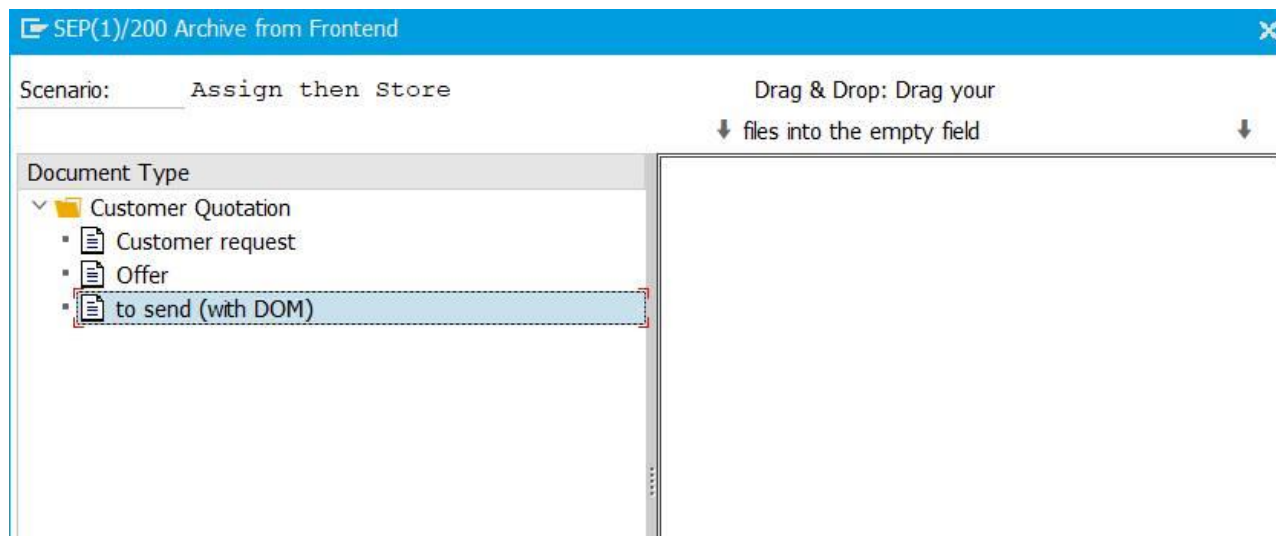 SEP(1)/200 Archive from Frontend
Scenario: Assign then Store
Drag & Drop: Drag your
files into the empty field
Document Type
Customer Quotation
Customer request
Offer
to send (with DOM)